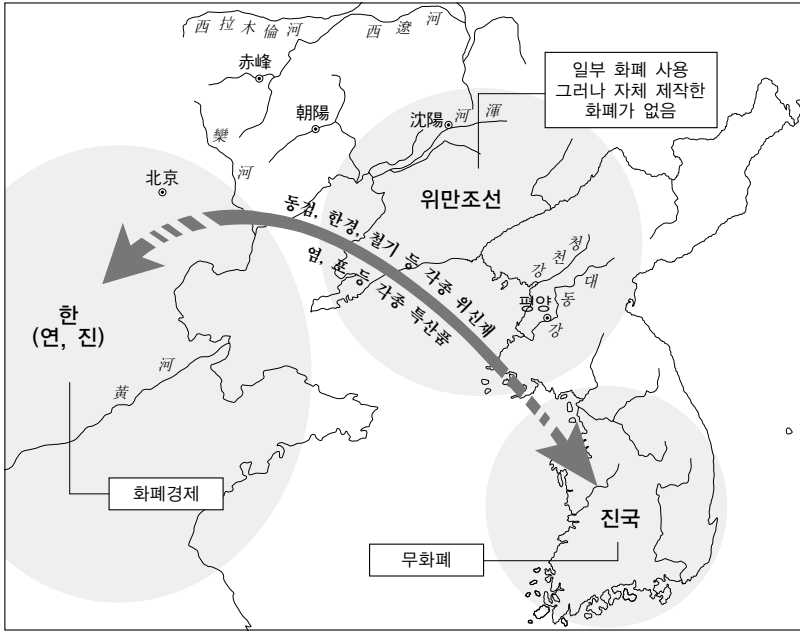 西拉木倫河
西遼河
赤峰
朝陽
沈陽
河渾
欒河
北京
일부 화폐 사용
그러나 자체 제작한
화폐가 없음
위만조선
동검, 한경, 철기 등 각종 위신재
염, 포 등 각종 특산품
청천강
대동강
평양
한
(연, 진)
黃河
화폐경제
진국
무화폐